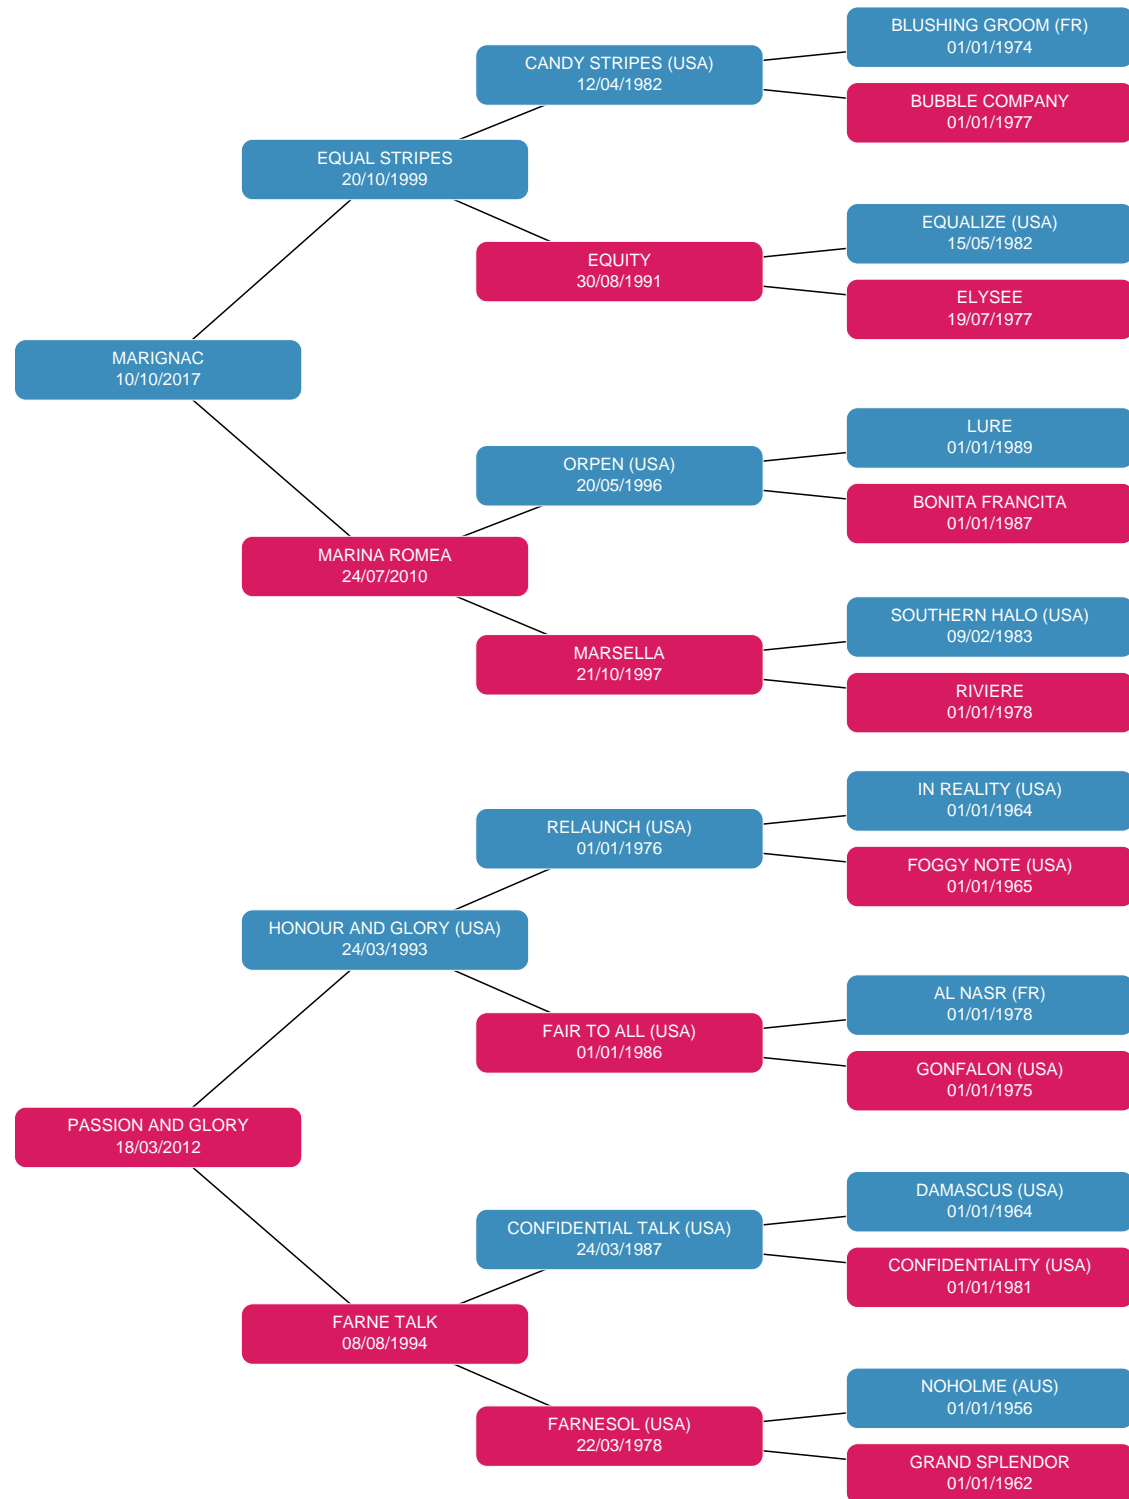 BLUSHING GROOM (FR)
01/01/1974
CANDY STRIPES (USA)
12/04/1982
BUBBLE COMPANY
01/01/1977
EQUAL STRIPES
20/10/1999
EQUALIZE (USA)
15/05/1982
EQUITY
30/08/1991
ELYSEE
19/07/1977
MARIGNAC
10/10/2017
LURE
01/01/1989
ORPEN (USA)
20/05/1996
BONITA FRANCITA
01/01/1987
MARINA ROMEA
24/07/2010
SOUTHERN HALO (USA)
09/02/1983
MARSELLA
21/10/1997
RIVIERE
01/01/1978
IN REALITY (USA)
01/01/1964
RELAUNCH (USA)
01/01/1976
FOGGY NOTE (USA)
01/01/1965
HONOUR AND GLORY (USA)
24/03/1993
AL NASR (FR)
01/01/1978
FAIR TO ALL (USA)
01/01/1986
GONFALON (USA)
01/01/1975
PASSION AND GLORY
18/03/2012
DAMASCUS (USA)
01/01/1964
CONFIDENTIAL TALK (USA)
24/03/1987
CONFIDENTIALITY (USA)
01/01/1981
FARNE TALK
08/08/1994
NOHOLME (AUS)
01/01/1956
FARNESOL (USA)
22/03/1978
GRAND SPLENDOR
01/01/1962